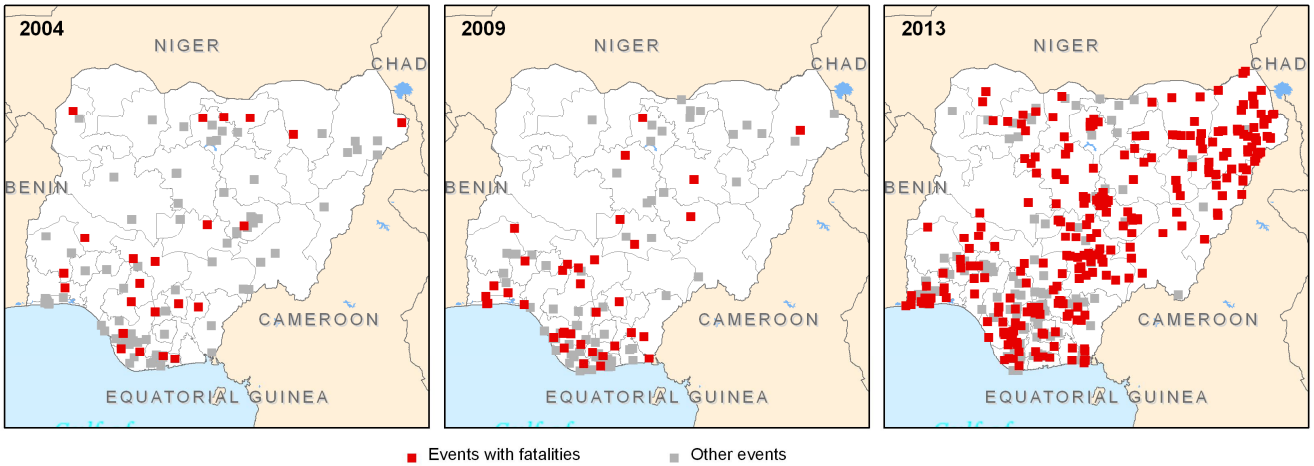 2004
NIGER
CHAD
BENIN
CAMEROON
EQUATORIAL GUINEA
2009
NIGER
CHAD
BENIN
CAMEROON
EQUATORIAL GUINEA
2013
NIGER
CHAD
BENIN
CAMEROON
EQUATORIAL GUINEA
Events with fatalities
Other events